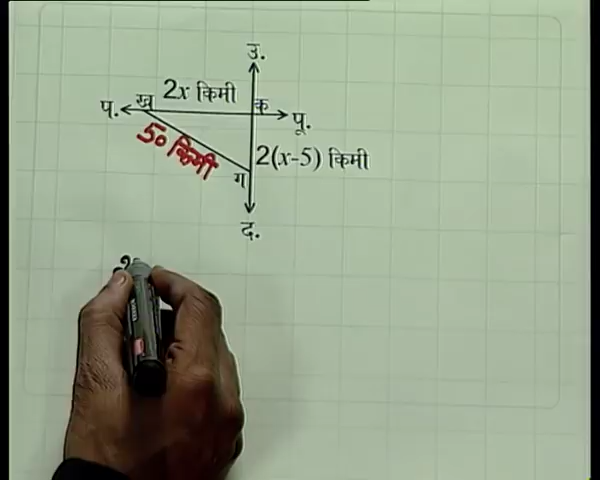 उ.
2x किमी
ख
क
प.
पू.
50 किमी
2(x-5) किमी
ग
द.